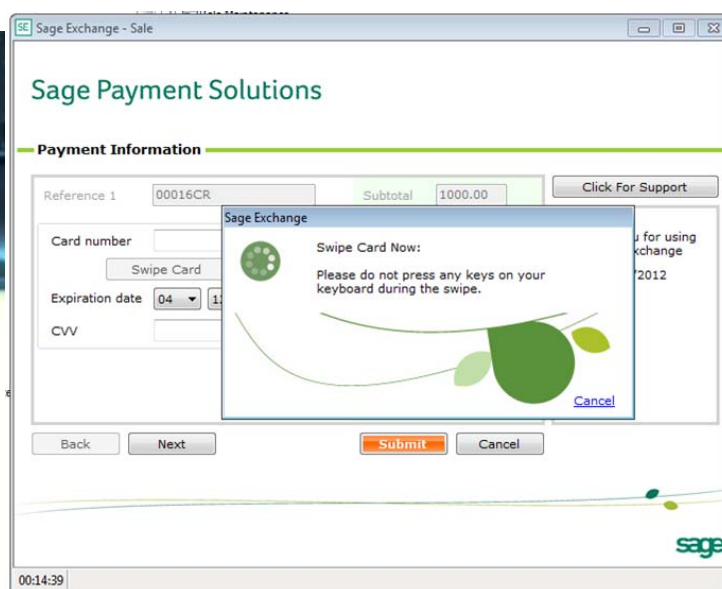 Sage Exchange - Sale
Sage Payment Solutions
Payment Information
Reference 1 00016CR Subtotal 1000.00
Click For Support
Sage Exchange
Swipe Card Now:
Please do not press any keys on your
keyboard during the swipe.
Cancel
Card number
Swipe Card
Expiration date 04
CVV
for using
/2012
Back Next Submit Cancel
sage
00:14:39